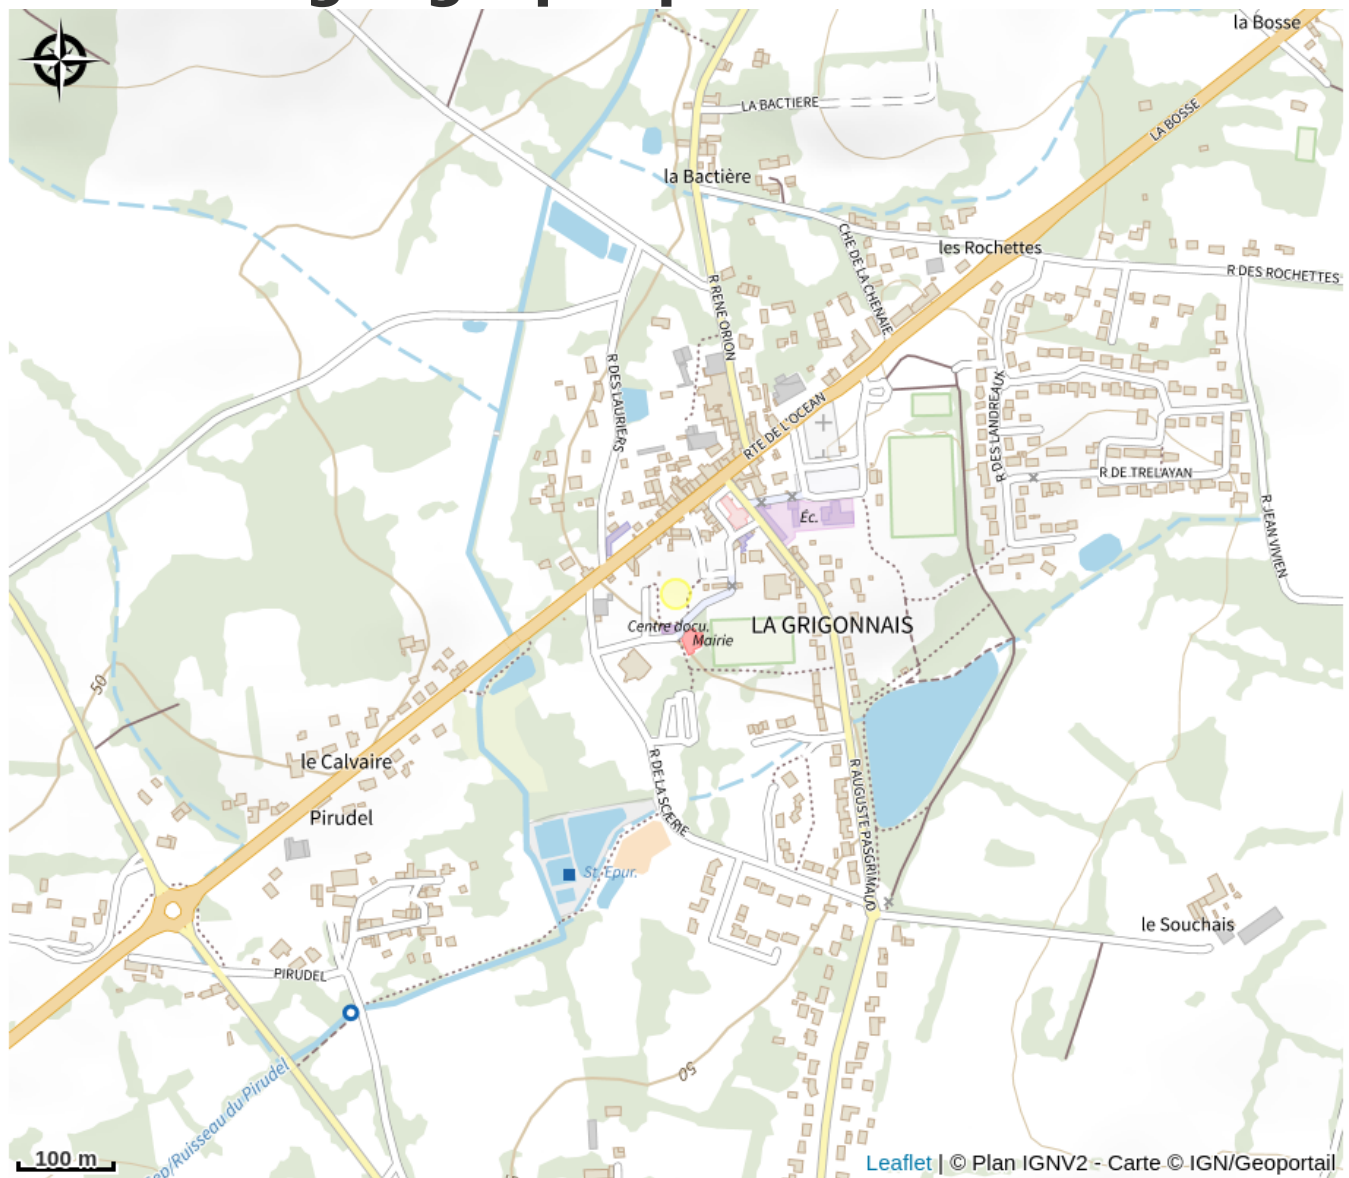 la Bosse
LA BACTIERE
LA BOSSE
la Bactière
CHE DE LA CHENAIE
les Rochettes
R DES ROCHETTES
R RENE ORION
R DES LAURIERS
RTE DE L'OCEAN
R DES LANDREAUX
R DE TRELAYAN
R JEAN VIVIEN
Éc.
Centre docu.
Mairie
LA GRIGONNAIS
50
le Calvaire
Pirudel
R DE LA SCIERIE
R AUGUSTE PASGRIMAUD
St. Epur.
le Souchais
PIRUDEL
50
/Ruisseau du Pirudel
100 m
Leaflet | © Plan IGNV2 - Carte © IGN/Geoportail